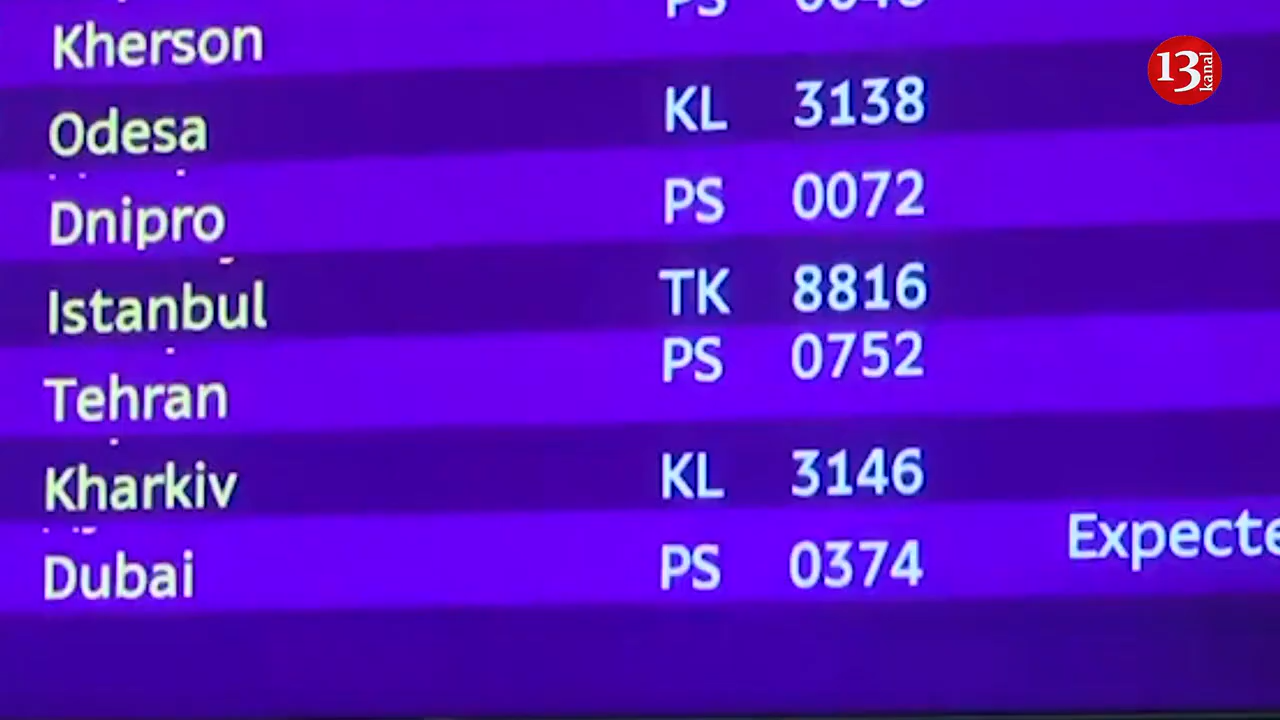 Kherson PS
Odesa KL 3138
Dnipro PS 0072
Istanbul TK 8816
Tehran PS 0752
Kharkiv KL 3146
Dubai PS 0374 Expecte
13 kanal